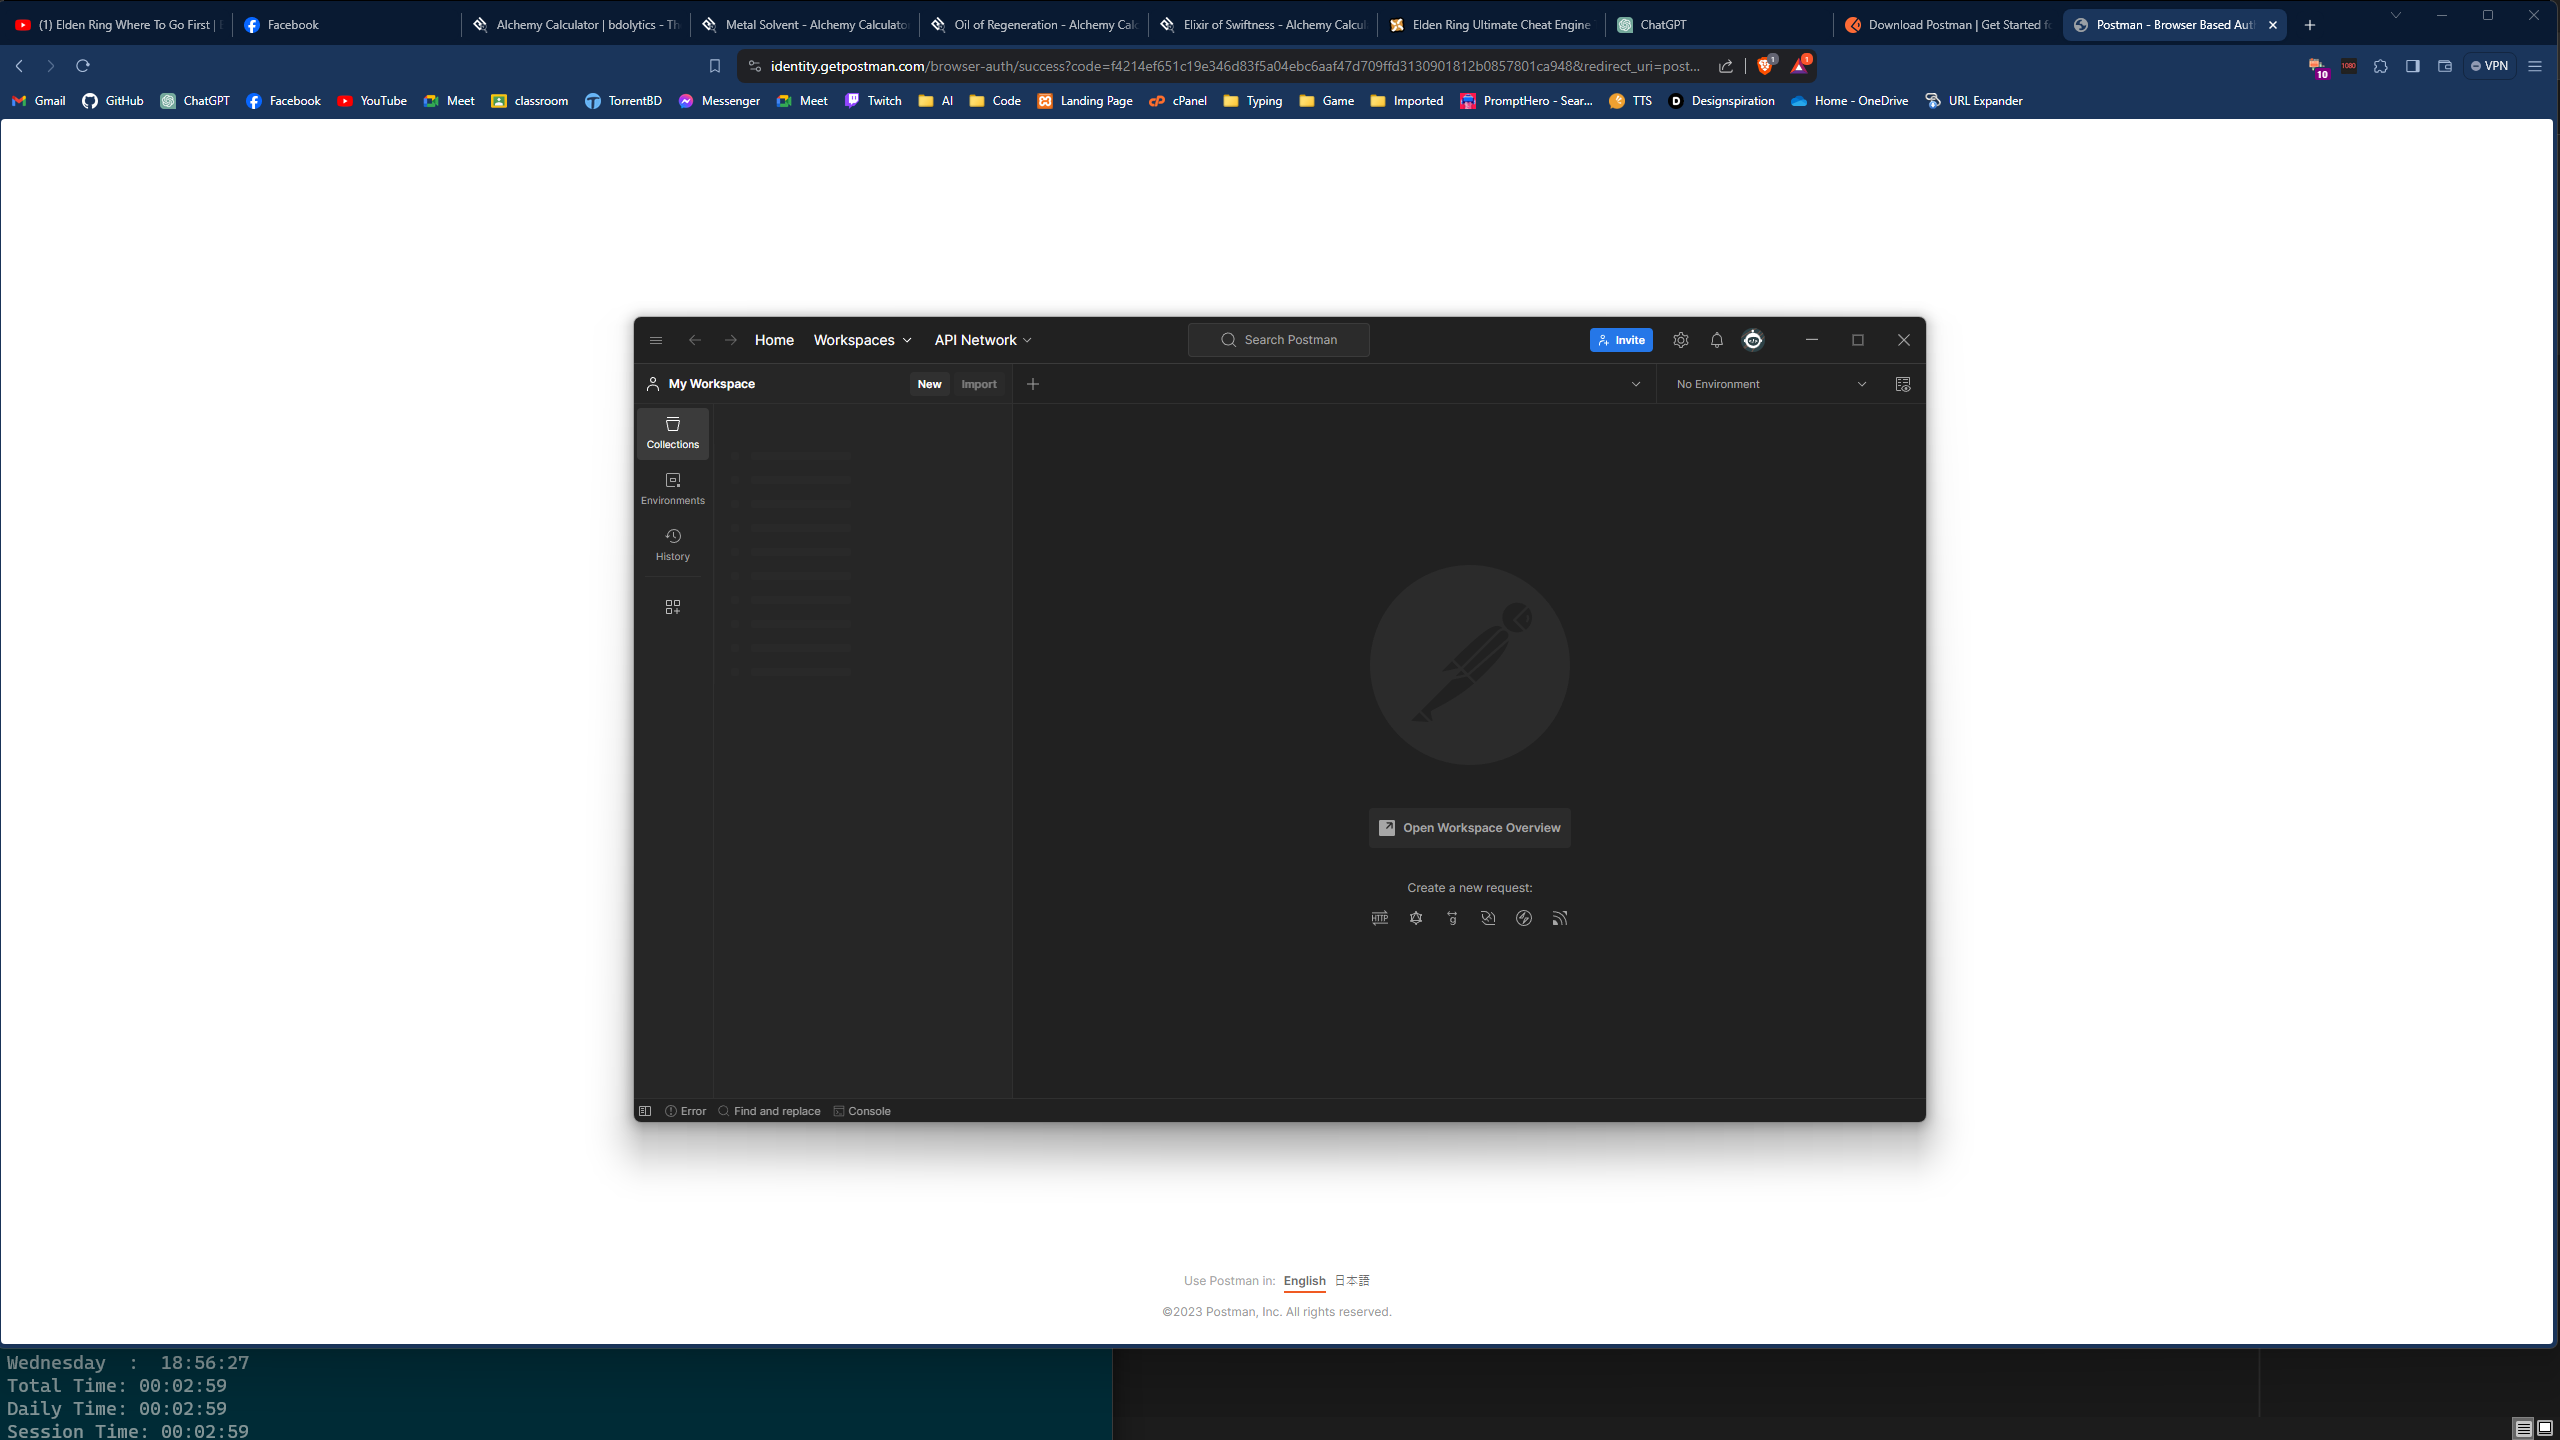 (1) Elden Ring Where To Go First |
Facebook
Alchemy Calculator | bdolytics - Th
Metal Solvent - Alchemy Calculato
Oil of Regeneration - Alchemy Calc
Elixir of Swiftness - Alchemy Calcul
Elden Ring Ultimate Cheat Engine
ChatGPT
Download Postman | Get Started fo
Postman - Browser Based Auth
identity.getpostman.com/browser-auth/success?code=f4214ef651c19e346d83f5a04ebc6aaf47d709ffd3130901812b0857801ca948&redirect_uri=post...
1
1
10
1080
VPN
Gmail
GitHub
ChatGPT
Facebook
YouTube
Meet
classroom
TorrentBD
Messenger
Meet
Twitch
AI
Code
Landing Page
cPanel
Typing
Game
Imported
PromptHero - Sear...
TTS
Designspiration
Home - OneDrive
URL Expander
Home
Workspaces
API Network
Search Postman
Invite
My Workspace
New
Import
No Environment
Collections
Environments
History
Open Workspace Overview
Create a new request:
HTTP
Error
Find and replace
Console
Use Postman in: English 日本語
©2023 Postman, Inc. All rights reserved.
Wednesday : 18:56:27
Total Time: 00:02:59
Daily Time: 00:02:59
Session Time: 00:02:59